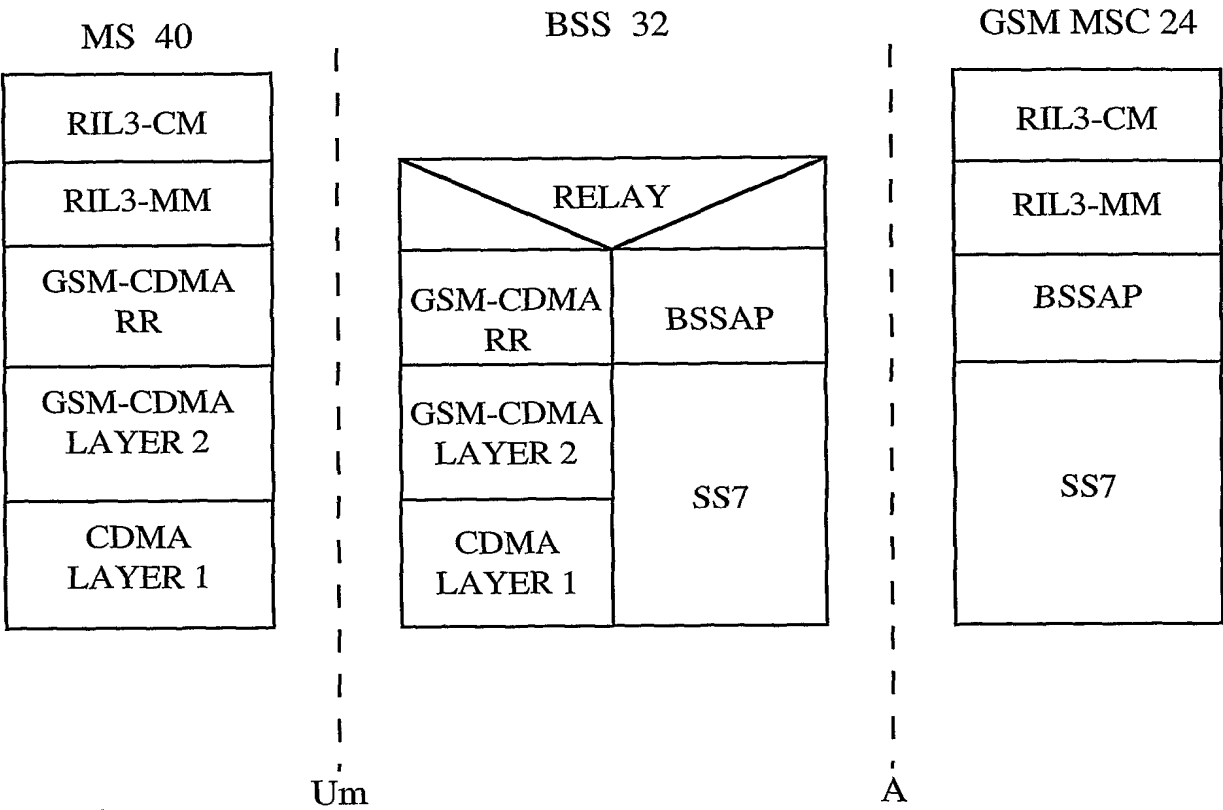 MS 40
RIL3-CM
RIL3-MM
GSM-CDMA
RR
GSM-CDMA
LAYER 2
CDMA
LAYER 1
Um
BSS 32
RELAY
GSM-CDMA
RR
GSM-CDMA
LAYER 2
CDMA
LAYER 1
BSSAP
SS7
A
GSM MSC 24
RIL3-CM
RIL3-MM
BSSAP
SS7